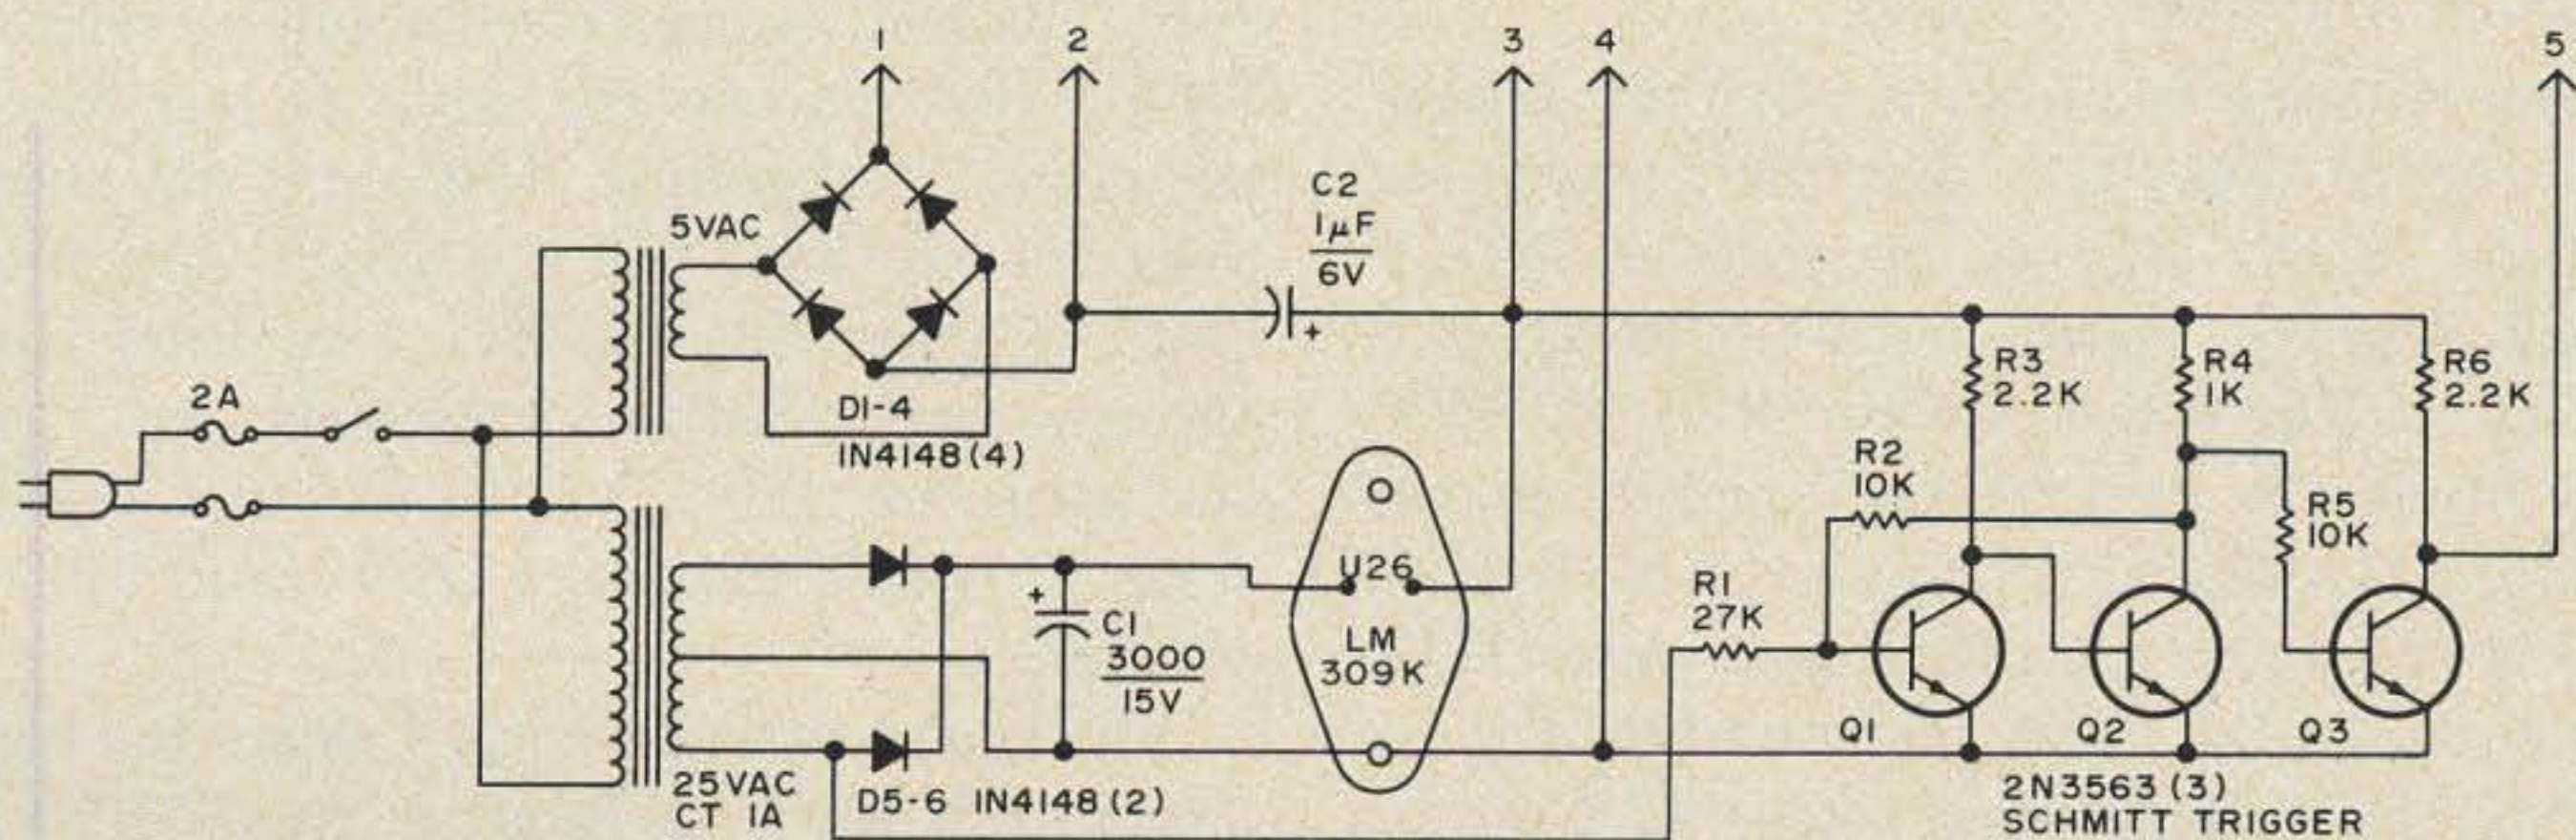 1
2
3
4
5
5VAC
C2
1µF
6V
2A
D1-4
IN4148(4)
R3
2.2K
R4
1K
R6
2.2K
R2
10K
R5
10K
U26
LM
309K
+
+
C1
3000
15V
R1
27K
Q1
Q2
Q3
25VAC
CT 1A
D5-6 IN4148(2)
2N3563(3)
SCHMITT TRIGGER